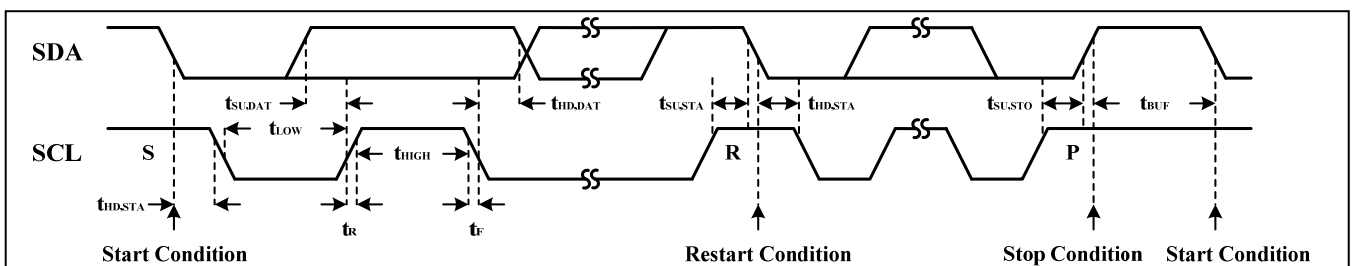 SDA
tSU,DAT
tHD,DAT
tSU,STA
tHD,STA
tSU,STO
tBUF
tLOW
SCL
S
tHIGH
R
P
tHD,STA
tR
tF
Start Condition
Restart Condition
Stop Condition
Start Condition